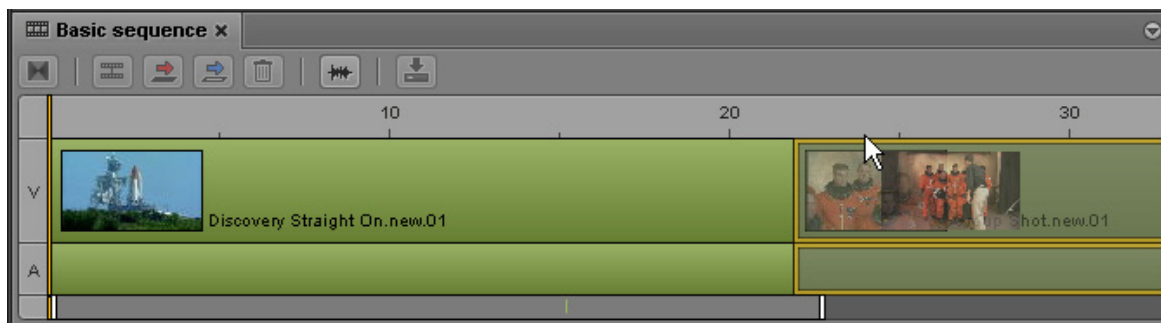 Basic sequence
10 20 30
V
Discovery Straight On.new.01
Shot.new.01
A